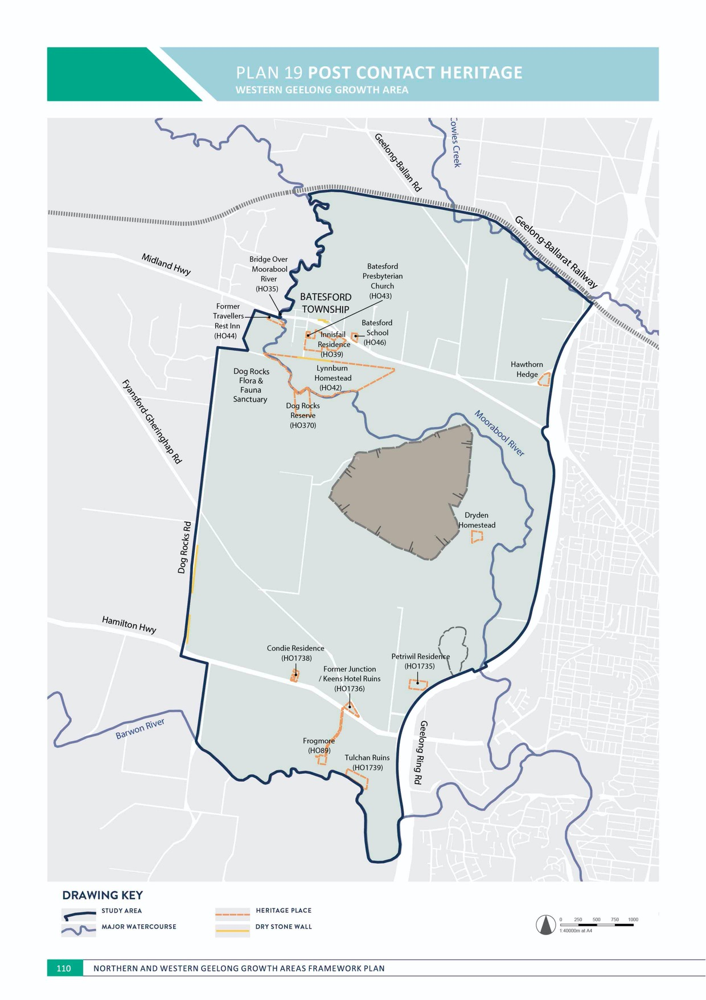 PLAN 19 POST CONTACT HERITAGE
WESTERN GEELONG GROWTH AREA
Cowies Creek
Geelong-Ballan Rd
Geelong-Ballarat Railway
Midland Hwy
Bridge Over
Moorabool
River
(HO35)
Batesford
Presbyterian
Church
(HO43)
BATESFORD
TOWNSHIP
Former
Travellers
Rest Inn
(HO44)
Batesford
School
(HO46)
Innisfail
Residence
(HO39)
Hawthorn
Hedge
Dog Rocks
Flora &
Fauna
Sanctuary
Lynnburn
Homestead
(HO42)
Dog Rocks
Reserve
(HO370)
Fyansford-Gheringhap Rd
Moorabool River
Dryden
Homestead
Dog Rocks Rd
Hamilton Hwy
Condie Residence
(HO1738)
Petriwil Residence
(HO1735)
Former Junction
/ Keens Hotel Ruins
(HO1736)
Barwon River
Geelong Ring Rd
Frogmore
(HO89)
Tulchan Ruins
(HO1739)
DRAWING KEY
STUDY AREA
MAJOR WATERCOURSE
HERITAGE PLACE
DRY STONE WALL
0 250 500 750 1000
1:40000m at A4
110 NORTHERN AND WESTERN GEELONG GROWTH AREAS FRAMEWORK PLAN